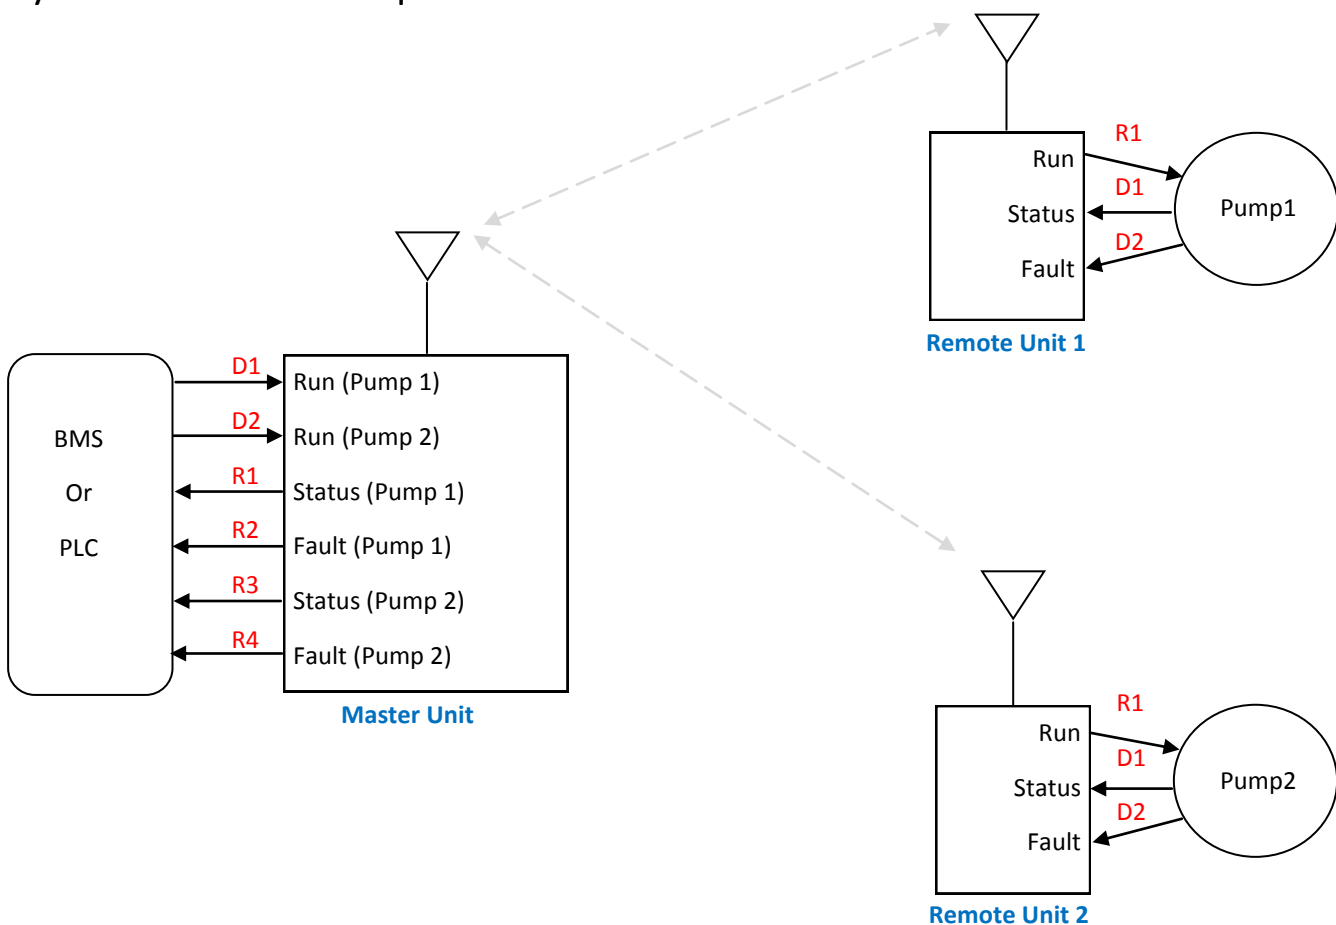 R1
Run
D1
Status
Pump1
D2
Fault
Remote Unit 1
D1
Run (Pump 1)
D2
BMS
Run (Pump 2)
R1
Or
Status (Pump 1)
R2
PLC
Fault (Pump 1)
R3
Status (Pump 2)
R4
Fault (Pump 2)
Master Unit
R1
Run
D1
Status
Pump2
D2
Fault
Remote Unit 2